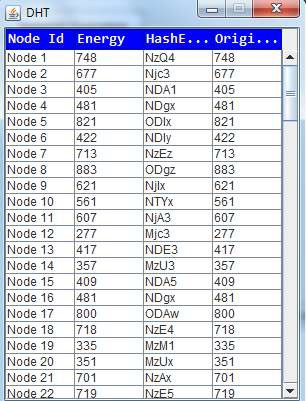 DHT
Node Id Energy HashE... Origi...
Node 1 748 NzQ4 748
Node 2 677 Njc3 677
Node 3 405 NDA1 405
Node 4 481 NDgx 481
Node 5 821 ODIx 821
Node 6 422 NDIy 422
Node 7 713 NzEz 713
Node 8 883 ODgz 883
Node 9 621 NjIx 621
Node 10 561 NTYx 561
Node 11 607 NjA3 607
Node 12 277 Mjc3 277
Node 13 417 NDE3 417
Node 14 357 MzU3 357
Node 15 409 NDA5 409
Node 16 481 NDgx 481
Node 17 800 ODAw 800
Node 18 718 NzE4 718
Node 19 335 MzM1 335
Node 20 351 MzUx 351
Node 21 701 NzAx 701
Node 22 719 NzE5 719